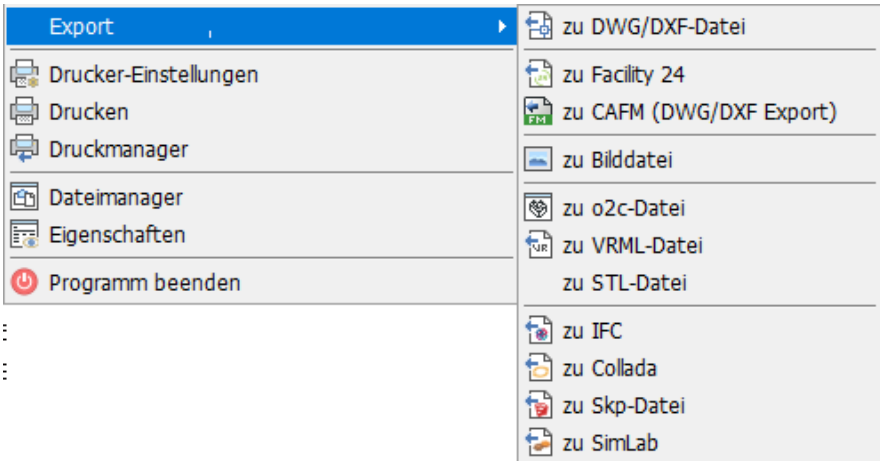 Export
Drucker-Einstellungen
Drucken
Druckmanager
Dateimanager
Eigenschaften
Programm beenden
zu DWG/DXF-Datei
zu Facility 24
zu CAFM (DWG/DXF Export)
zu Bilddatei
zu o2c-Datei
zu VRML-Datei
zu STL-Datei
zu IFC
zu Collada
zu Skp-Datei
zu SimLab